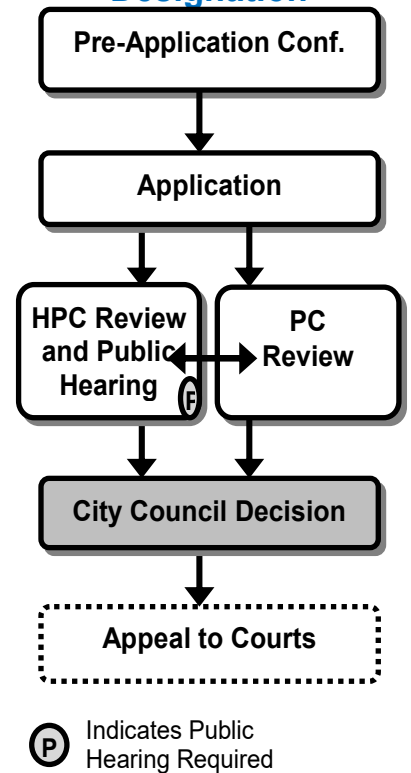 Designation
Pre-Application Conf.
Application
HPC Review
and Public
Hearing
P
PC
Review
City Council Decision
Appeal to Courts
P
Indicates Public
Hearing Required